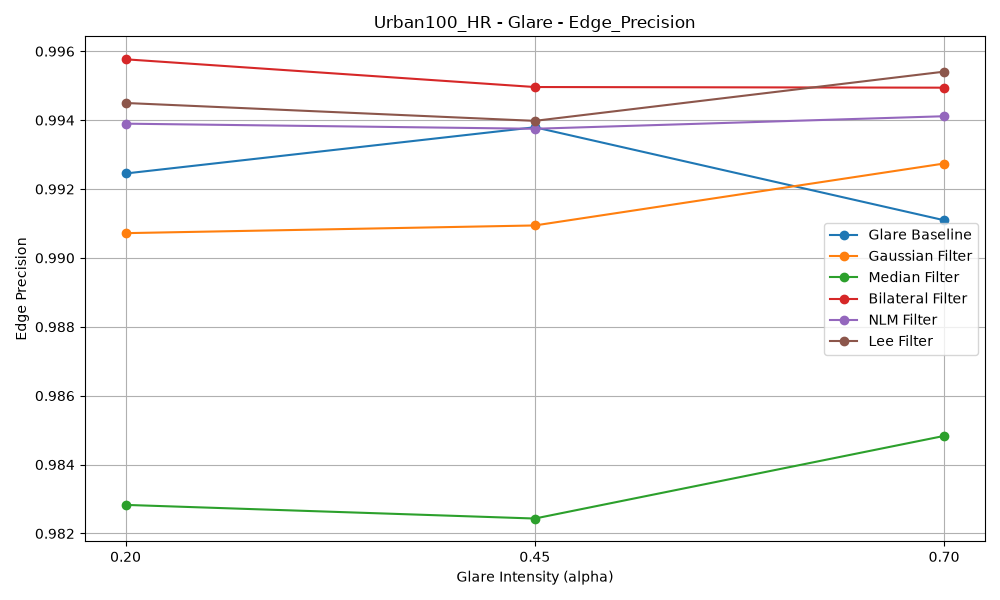 Urban100_HR - Glare - Edge_Precision
0.996
0.994
0.992
0.990
0.988
0.986
0.984
0.982
Edge Precision
0.20
0.45
0.70
Glare Intensity (alpha)
Glare Baseline
Gaussian Filter
Median Filter
Bilateral Filter
NLM Filter
Lee Filter